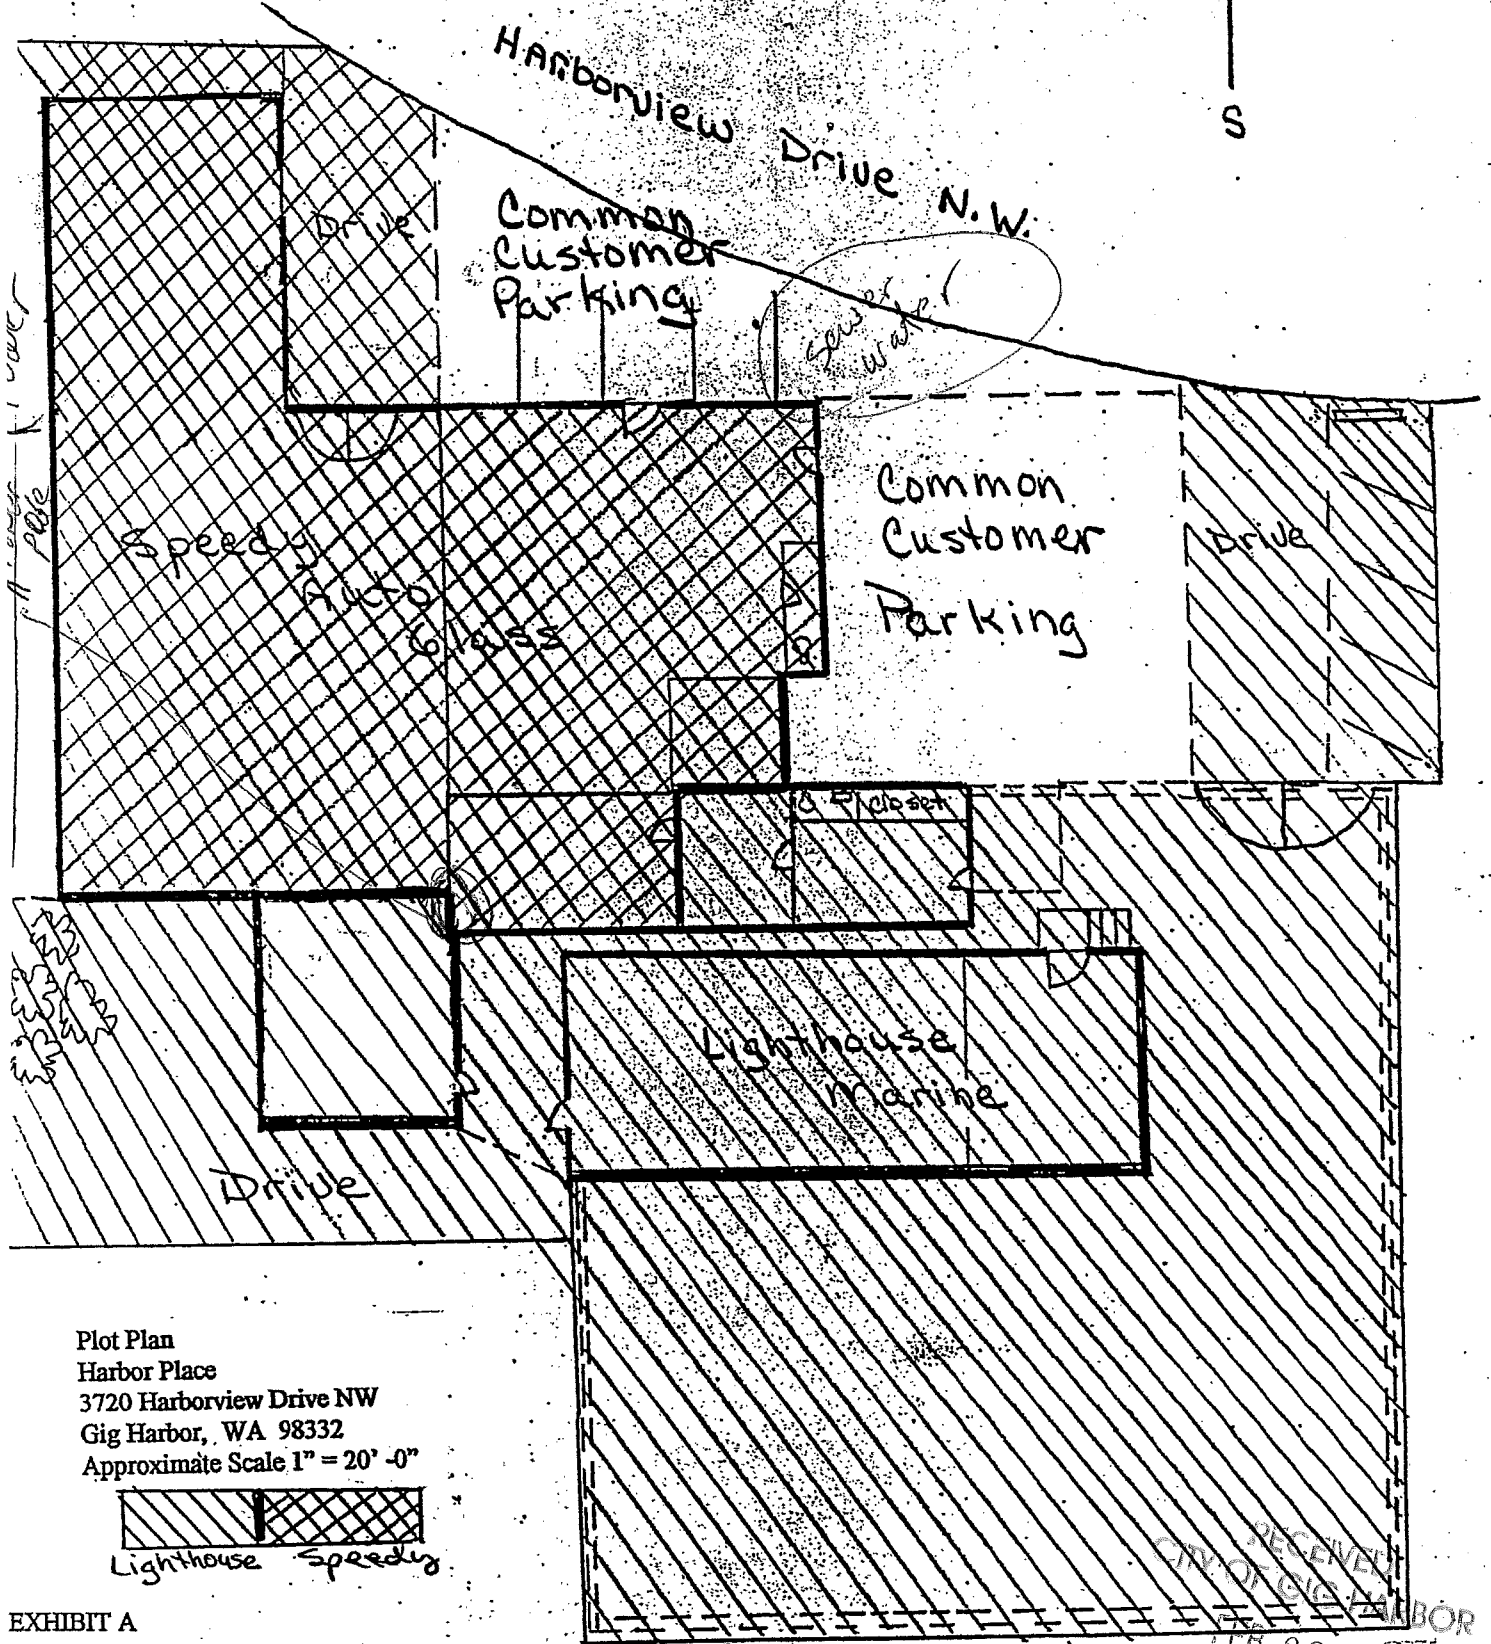 S
Harborview Drive N.W.
Common
Customer
Parking
Drive
sewer
water
Common
Customer
Parking
Drive
Speedy
Auto
Glass
pole
closet
Lighthouse
Marine
Drive
Plot Plan
Harbor Place
3720 Harborview Drive NW
Gig Harbor, WA 98332
Approximate Scale 1" = 20' -0"
Lighthouse Speedy
EXHIBIT A
RECEIVED
CITY OF GIG HARBOR